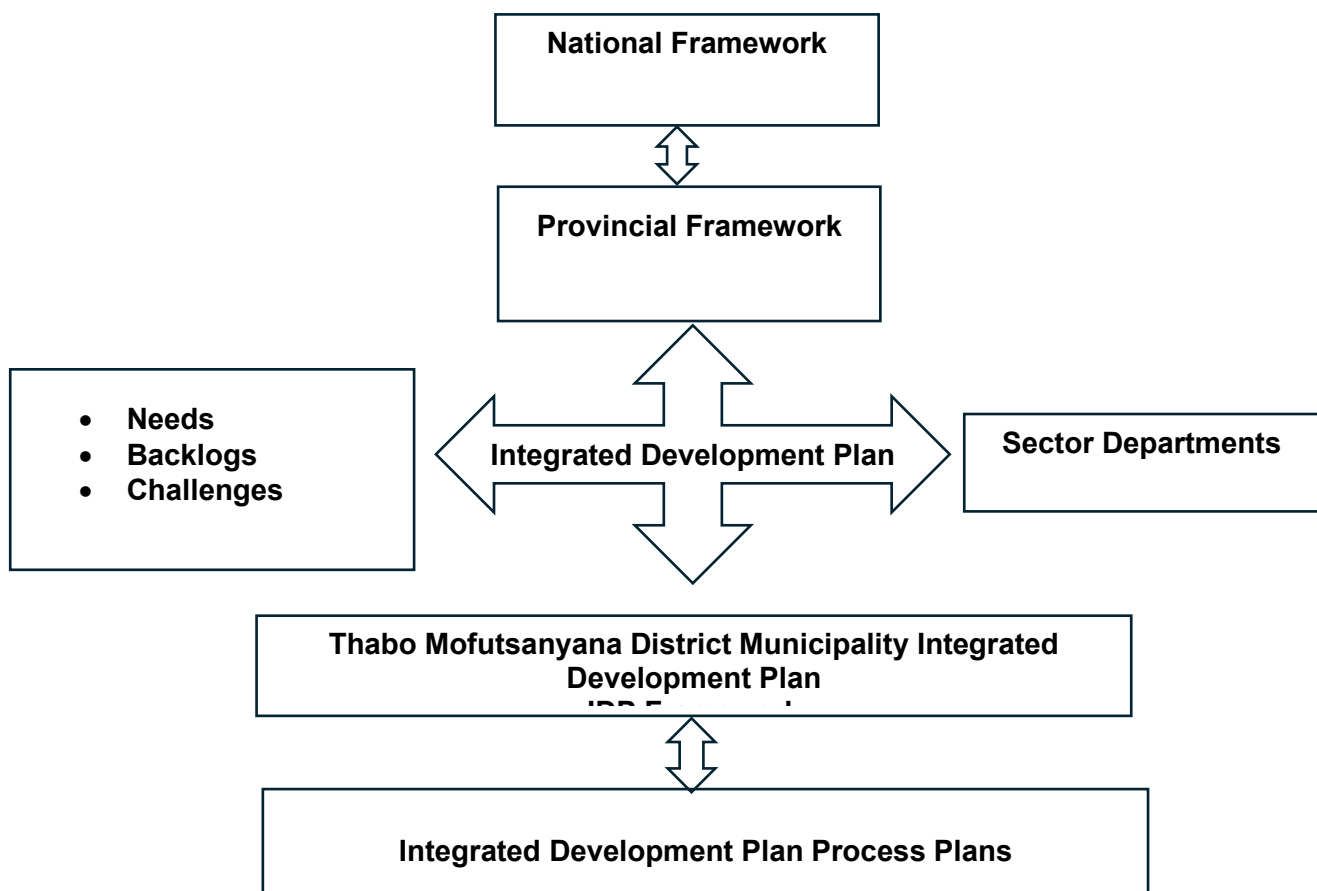 National Framework
Provincial Framework
• Needs
• Backlogs
• Challenges
Integrated Development Plan
Sector Departments
Thabo Mofutsanyana District Municipality Integrated
Development Plan
Integrated Development Plan Process Plans